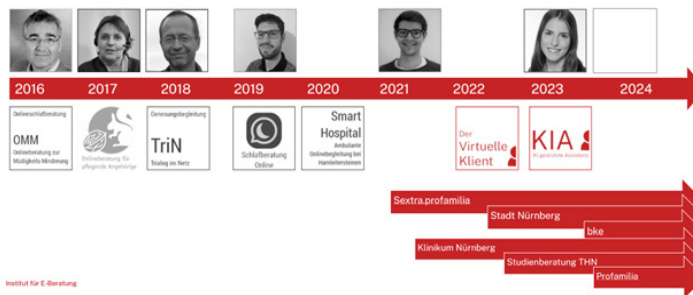 2016 2017 2018 2019 2020 2021 2022 2023 2024
Onlineschlafberatung
OMM
Onlineberatung zur
Müdigkeits-Minderung
Onlineberatung für
pflegende Angehörige
Genesungsbegleitung
TriN
Trialog im Netz
Schlafberatung
Online
Smart
Hospital
Ambulante
Onlinebegleitung bei
Harnleitersteinen
Der
Virtuelle
Klient
KIA
KI gestützte Assistenz
Sextra.profamilia
Stadt Nürnberg
bke
Klinikum Nürnberg
Studienberatung THN
Profamilia
Institut für E-Beratung